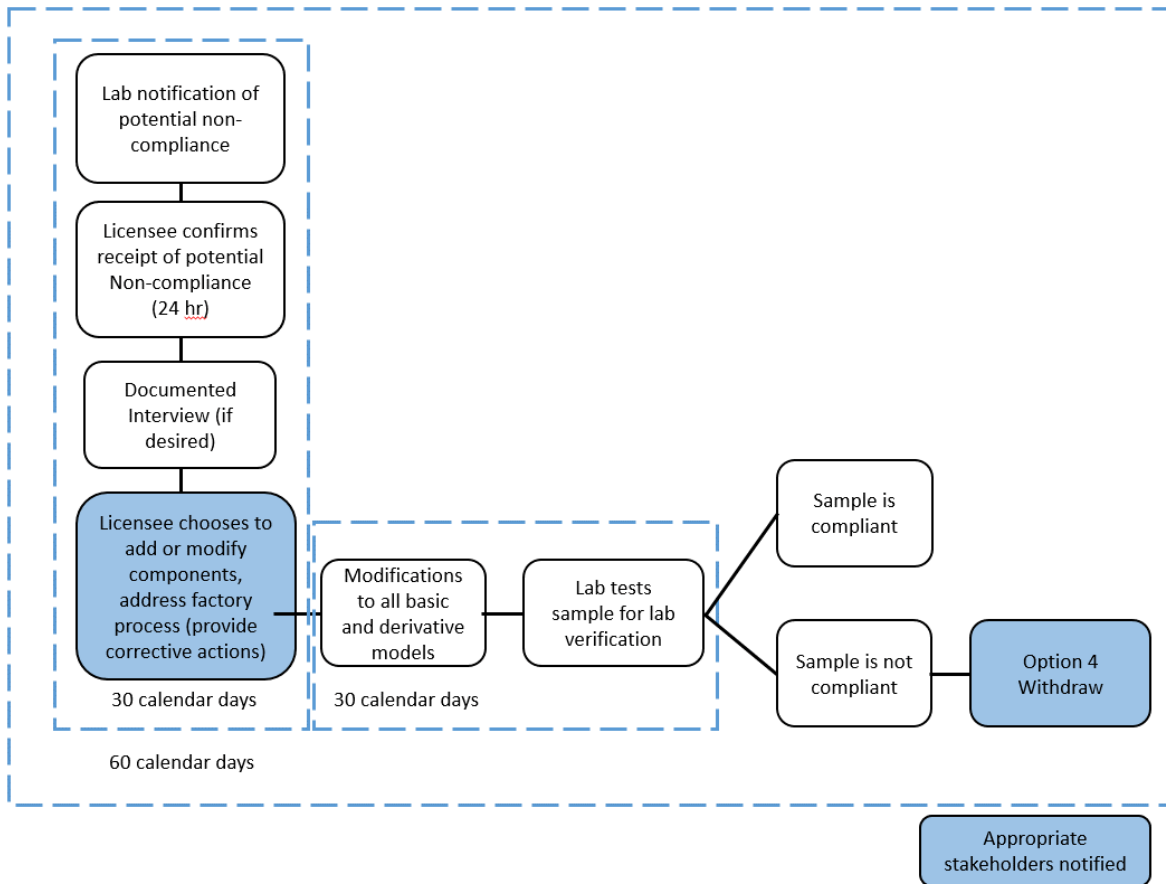 Lab notification of
potential non-
compliance
Licensee confirms
receipt of potential
Non-compliance
(24 hr)
Documented
Interview (if
desired)
Licensee chooses to
add or modify
components,
address factory
process (provide
corrective actions)
30 calendar days
60 calendar days
Modifications
to all basic
and derivative
models
30 calendar days
Lab tests
sample for lab
verification
Sample is
compliant
Sample is not
compliant
Option 4
Withdraw
Appropriate
stakeholders notified